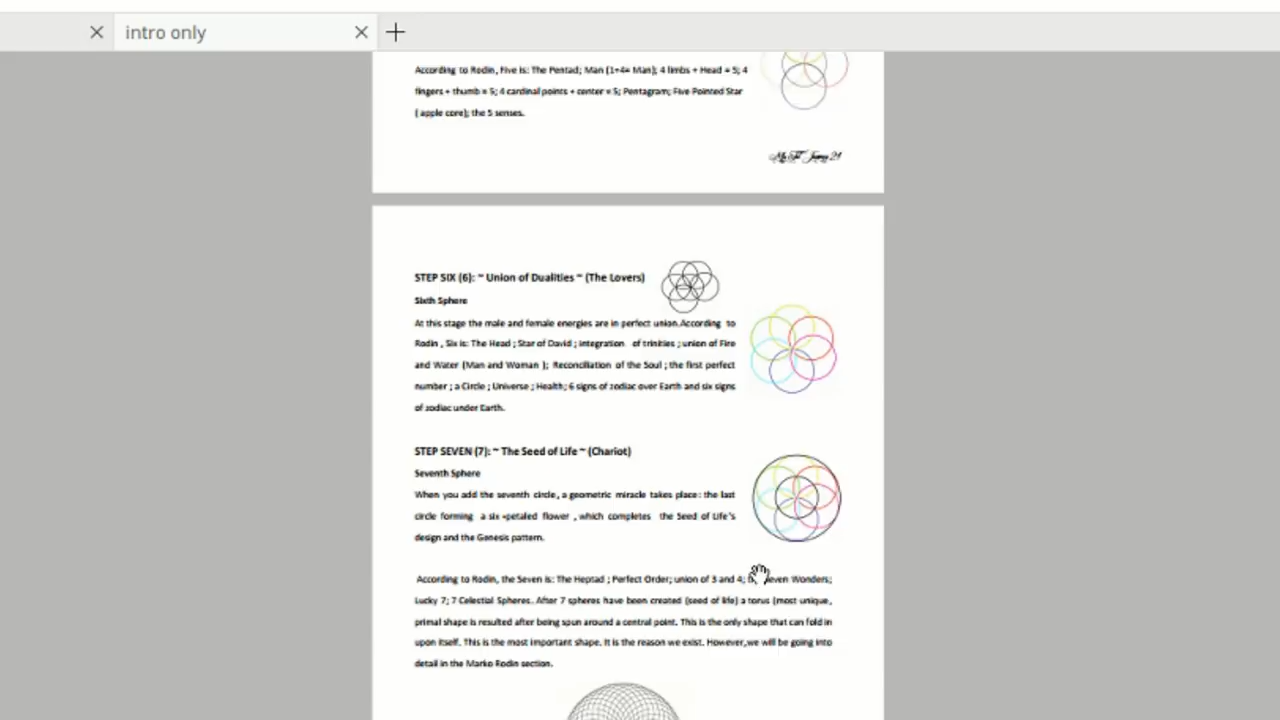 intro only
According to Rodin, Five is: The Pentad; Man (1+4= Man); 4 limbs + Head = 5; 4
fingers + thumb = 5; 4 cardinal points + center = 5; Pentagram; Five Pointed Star
( apple core); the 5 senses.
STEP SIX (6): ~ Union of Dualities ~ (The Lovers)
Sixth Sphere
At this stage the male and female energies are in perfect union.According to
Rodin , Six is: The Head ; Star of David ; integration of trinities ; union of Fire
and Water (Man and Woman ); Reconciliation of the Soul ; the first perfect
number ; a Circle ; Universe ; Health; 6 signs of zodiac over Earth and six signs
of zodiac under Earth.
STEP SEVEN (7): ~ The Seed of Life ~ (Chariot)
Seventh Sphere
When you add the seventh circle, a geometric miracle takes place: the last
circle forming a six -petaled flower , which completes the Seed of Life's
design and the Genesis pattern.
According to Rodin, the Seven is: The Heptad ; Perfect Order; union of 3 and 4; Wonders;
Lucky 7; 7 Celestial Spheres. After 7 spheres have been created (seed of life) a torus (most unique,
primal shape is resulted after being spun around a central point. This is the only shape that can fold in
upon itself. This is the most important shape. It is the reason we exist. However,we will be going into
detail in the Marko Rodin section.